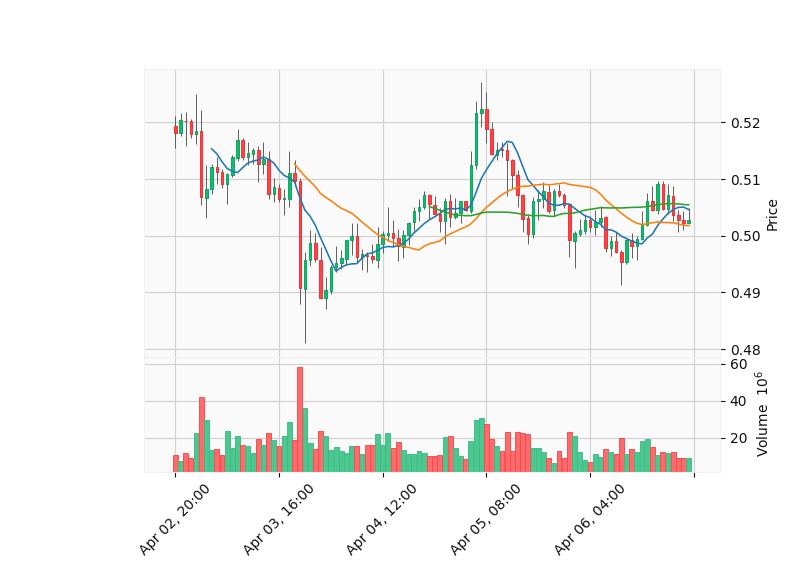 0.52
0.51
0.50
0.49
0.48
Price
60
40
20
Volume 10^6
Apr 02, 20:00
Apr 03, 16:00
Apr 04, 12:00
Apr 05, 08:00
Apr 06, 04:00